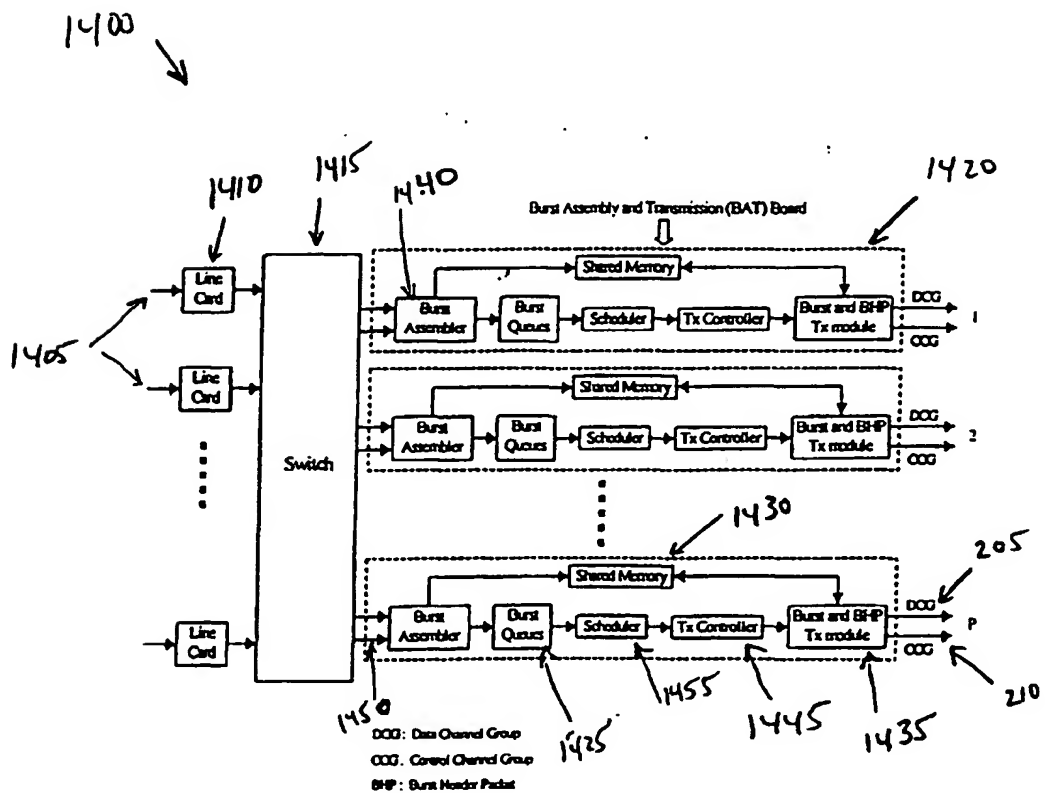 1400
1410
1415
1440
1420
Burst Assembly and Transmission (BAT) Board
Line Card
Shared Memory
Burst Assembler
Burst Queues
Scheduler
Tx Controller
Burst and BHP Tx module
DCG
1
CCG
1405
Line Card
Shared Memory
Burst Assembler
Burst Queues
Scheduler
Tx Controller
Burst and BHP Tx module
DCG
2
CCG
Switch
1430
205
Shared Memory
Line Card
Burst Assembler
Burst Queues
Scheduler
Tx Controller
Burst and BHP Tx module
DCG
P
CCG
1450
1425
1455
1445
1435
210
DCG: Data Channel Group
CCG: Control Channel Group
BHP: Burst Header Packet